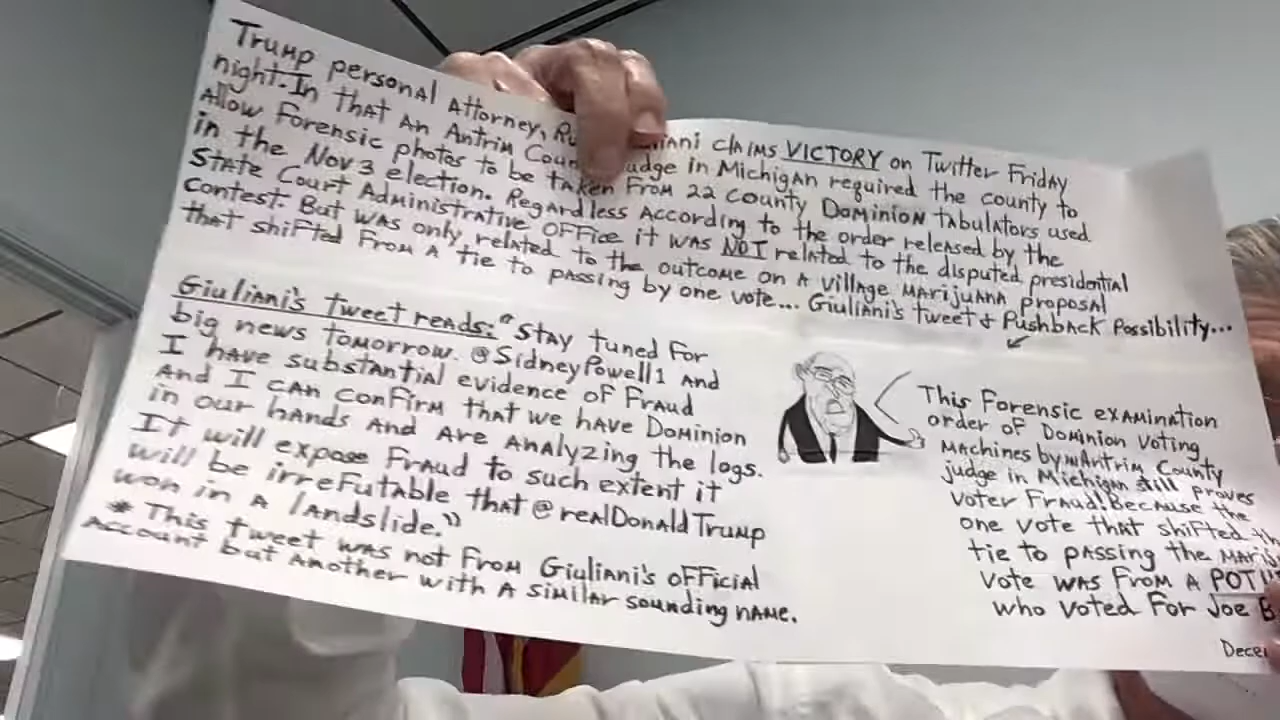 Trump personal Attorney, Ru iani claims VICTORY on Twitter Friday
night. In that an Antrim Coun udge in Michigan required the county to
allow forensic photos to be taken from 22 county Dominion tabulators used
in the Nov 3 election. Regardless according to the order released by the
State Court Administrative office it was NOT related to the disputed presidential
contest. But was only related to the outcome on a village marijuana proposal
that shifted from a tie to passing by one vote... Giuliani's tweet & Pushback Possibility...
Giuliani's tweet reads: "Stay tuned for
big news tomorrow. @SidneyPowell1 and
I have substantial evidence of fraud
and I can confirm that we have Dominion
in our hands and are analyzing the logs.
It will expose fraud to such extent it
will be irrefutable that @realDonaldTrump
won in a landslide."
* This tweet was not from Giuliani's official
account but another with a similar sounding name.
This forensic examination
order of Dominion voting
machines by an Antrim County
judge in Michigan still proves
voter fraud! Because the
one vote that shifted
tie to passing the
vote was from a
who voted for Joe